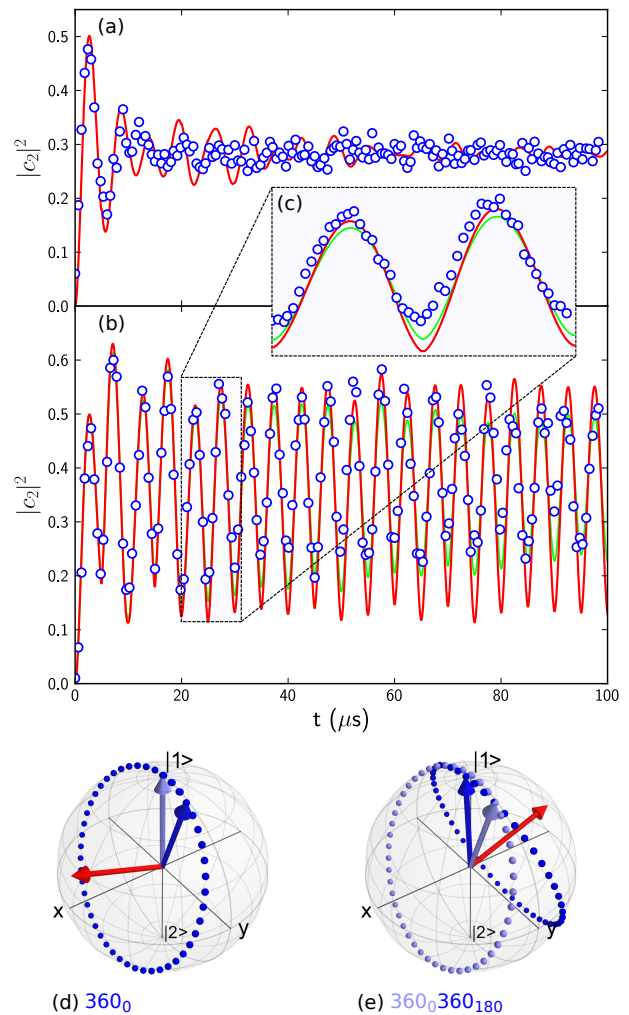 (a)
0.5
0.4
0.3
0.2
0.1
0.0
|c₂|²
(c)
(b)
0.6
0.5
0.4
0.3
0.2
0.1
0.0
|c₂|²
0 20 40 60 80 100
t (μs)
|1>
x
y
|2>
(d) 360₀
|1>
x
y
|2>
(e) 360₀360₁₈₀